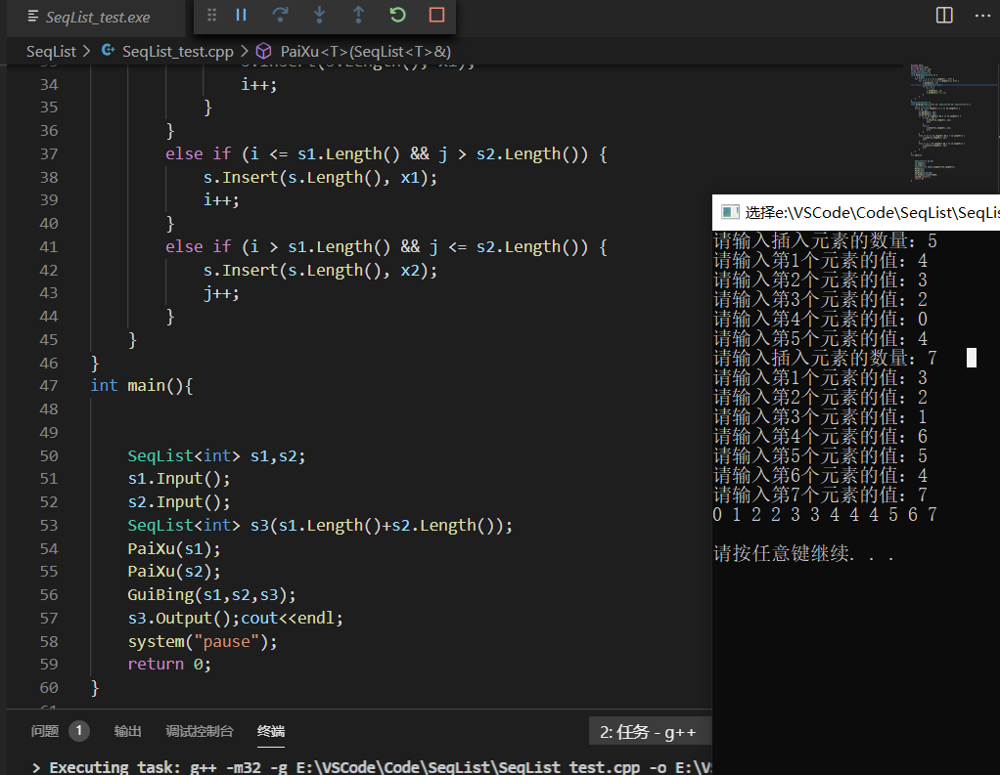 SeqList_test.exe
SeqList > SeqList_test.cpp > PaiXu<T>(SeqList<T>&)
34 i++;
35 }
36 }
37 else if (i <= s1.Length() && j > s2.Length()) {
38 s.Insert(s.Length(), x1);
39 i++;
40 }
41 else if (i > s1.Length() && j <= s2.Length()) {
42 s.Insert(s.Length(), x2);
43 j++;
44 }
45 }
46 }
47 int main(){
48
49
50 SeqList<int> s1,s2;
51 s1.Input();
52 s2.Input();
53 SeqList<int> s3(s1.Length()+s2.Length());
54 PaiXu(s1);
55 PaiXu(s2);
56 GuiBing(s1,s2,s3);
57 s3.Output();cout<<endl;
58 system("pause");
59 return 0;
60 }
选择e:\VSCode\Code\SeqList\SeqLis
请输入插入元素的数量：5
请输入第1个元素的值：4
请输入第2个元素的值：3
请输入第3个元素的值：2
请输入第4个元素的值：0
请输入第5个元素的值：4
请输入插入元素的数量：7
请输入第1个元素的值：3
请输入第2个元素的值：2
请输入第3个元素的值：1
请输入第4个元素的值：6
请输入第5个元素的值：5
请输入第6个元素的值：4
请输入第7个元素的值：7
0 1 2 2 3 3 4 4 4 5 6 7
请按任意键继续. . .
问题 1 输出 调试控制台 终端 2: 任务 - g++
> Executing task: g++ -m32 -g E:\VSCode\Code\SeqList\SeqList_test.cpp -o E:\VS